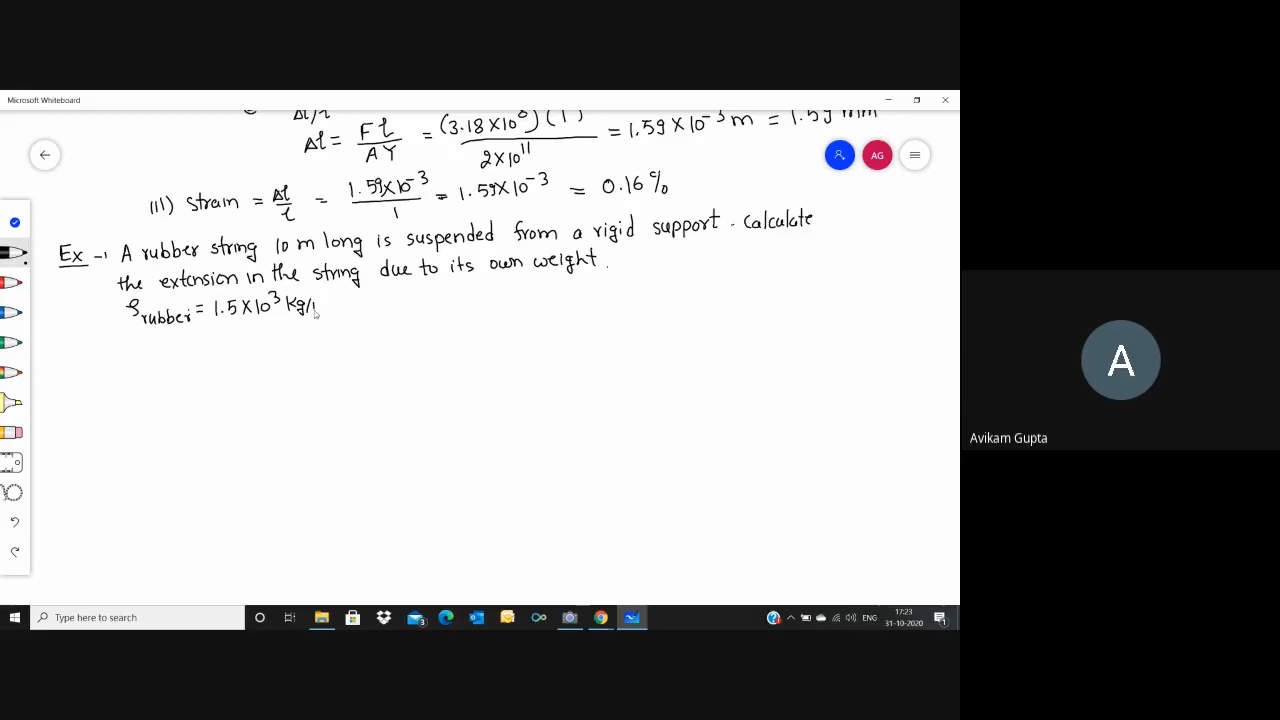 Microsoft Whiteboard
Δl = Fl / AY = (3.18×10⁸)(1) / 2×10¹¹ = 1.59×10⁻³ m = 1.59 mm
AG
III) Strain = Δl / l = 1.59×10⁻³ / 1 = 1.59×10⁻³ = 0.16%
Ex → A rubber string 10 m long is suspended from a rigid support. Calculate
the extension in the string due to its own weight.
ρrubber = 1.5×10³ kg/
A
Avikam Gupta
Type here to search
3
ENG
17:23
31-10-2020
1